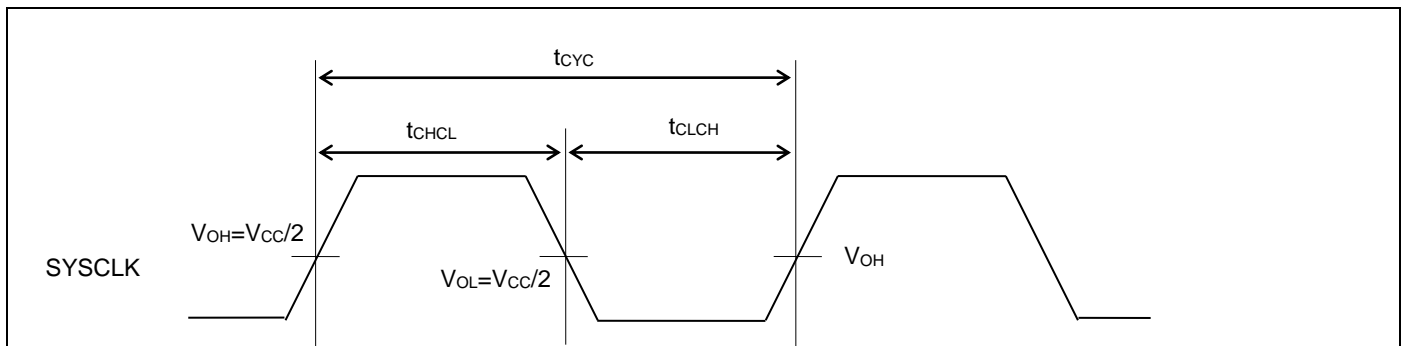 tCYC
tCHCL
tCLCH
VOH=VCC/2
SYSCLK
VOL=VCC/2
VOH